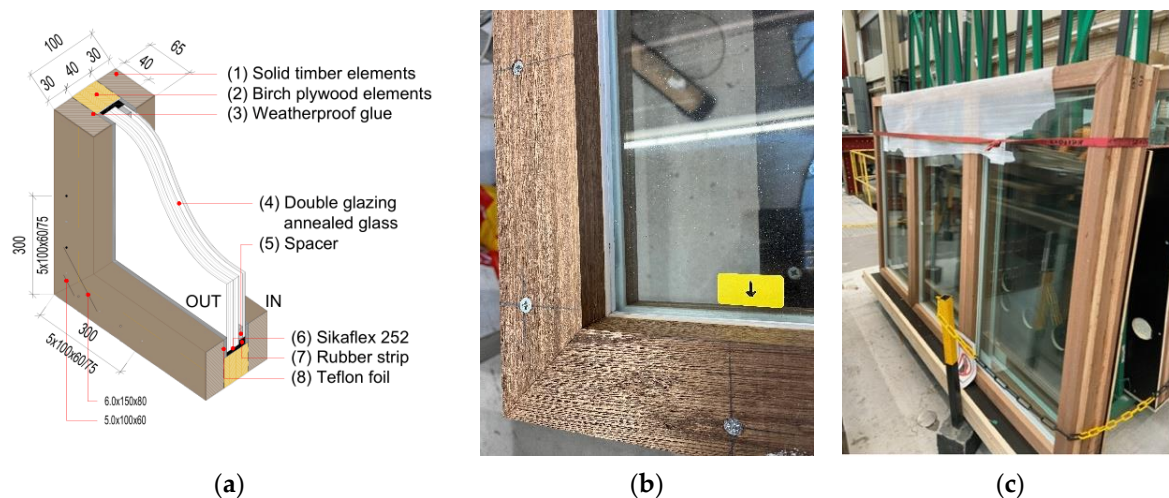 100
30
40
30
65
40
(1) Solid timber elements
(2) Birch plywood elements
(3) Weatherproof glue
(4) Double glazing
annealed glass
(5) Spacer
300
5x100x60/75
OUT
IN
300
5x100x60/75
(6) Sikaflex 252
(7) Rubber strip
(8) Teflon foil
6.0x150x80
5.0x100x60
(a)
(b)
(c)